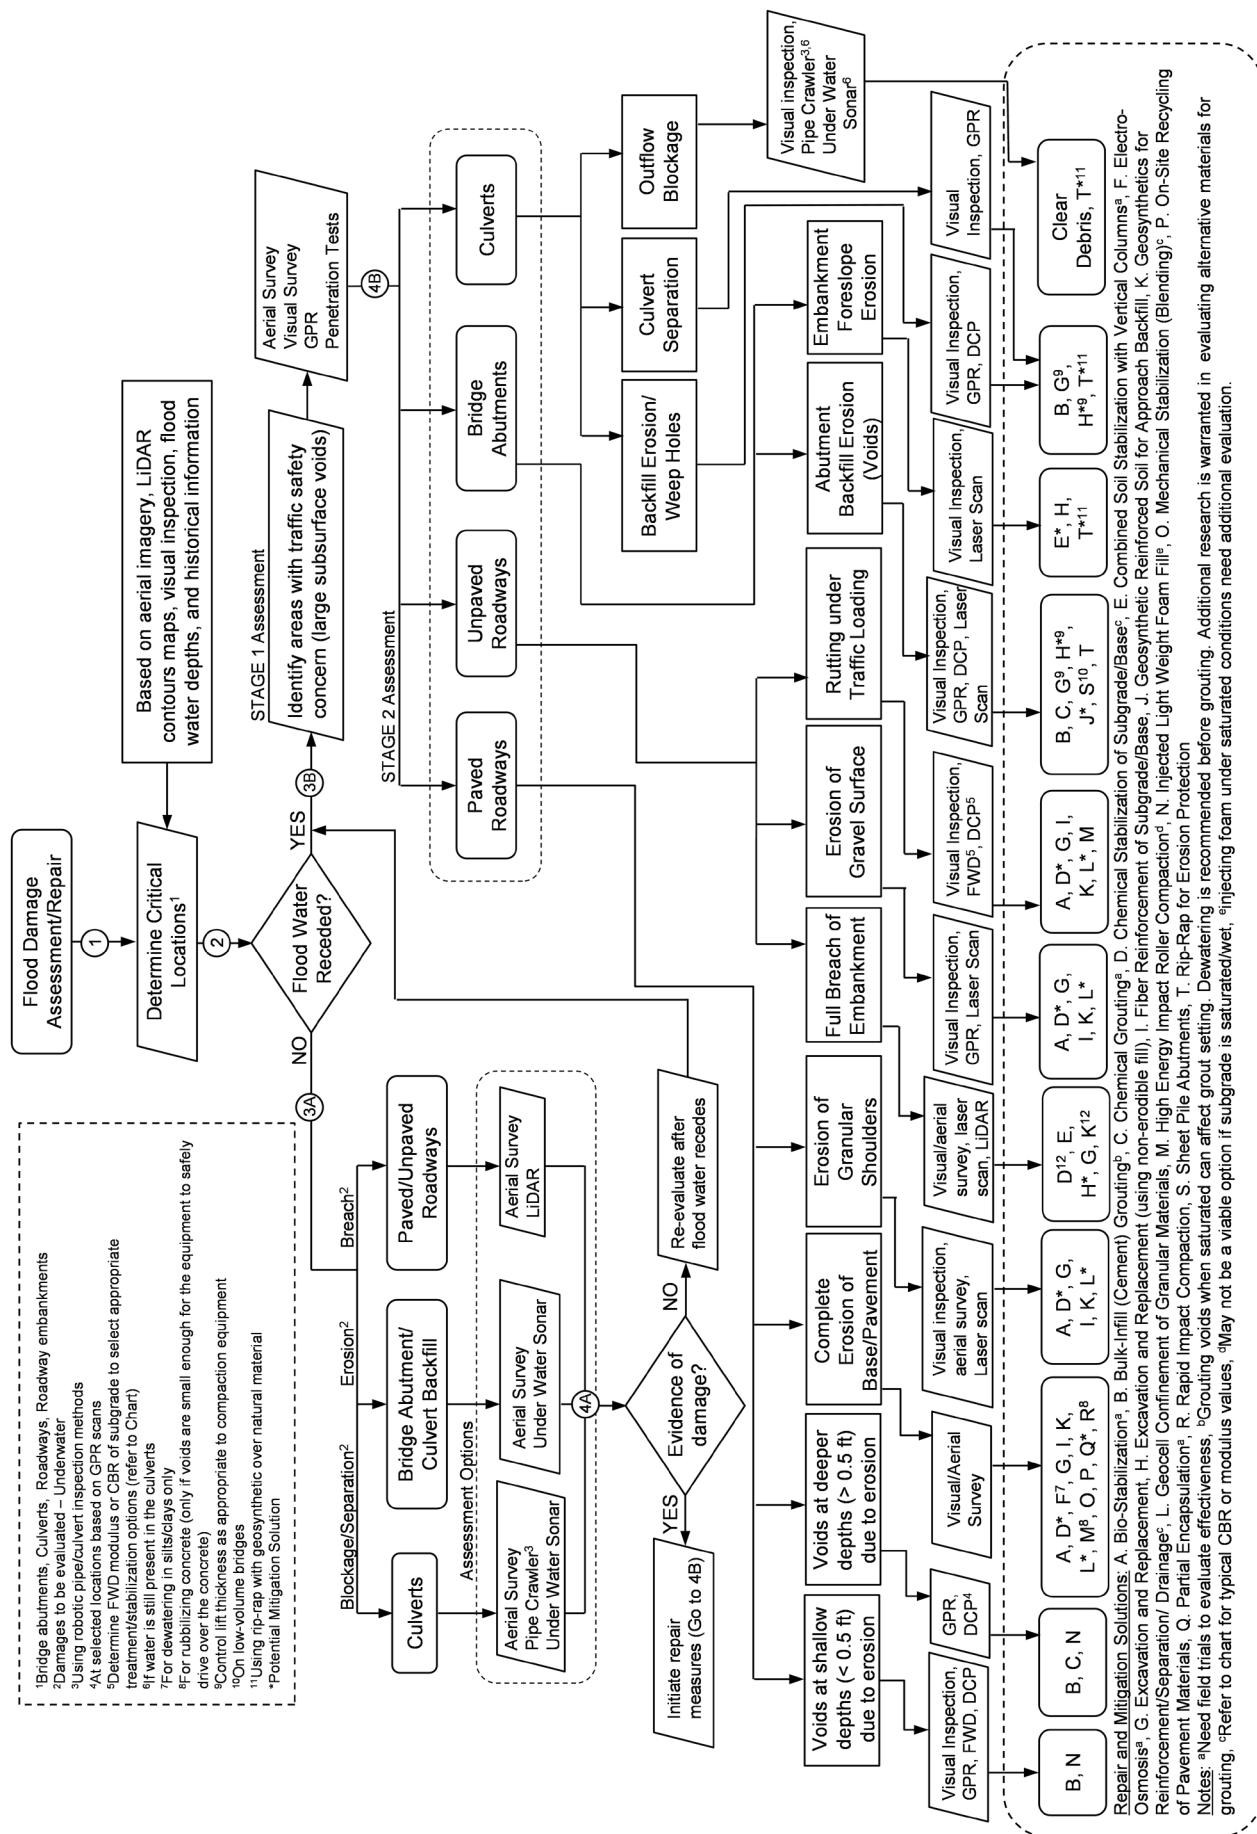 Flood Damage
Assessment/Repair
1
Based on aerial imagery, LiDAR
contours maps, visual inspection, flood
water depths, and historical information
Determine Critical
Locations¹
2
Flood Water
Receded?
NO
YES
3A
3B
¹Bridge abutments, Culverts, Roadways, Roadway embankments
²Damages to be evaluated – Underwater
³Using robotic pipe/culvert inspection methods
⁴At selected locations based on GPR scans
⁵Determine FWD modulus or CBR of subgrade to select appropriate
treatment/stabilization options (refer to Chart)
⁶If water is still present in the culverts
⁷For dewatering in silts/clays only
⁸For rubbilizing concrete (only if voids are small enough for the equipment to safely
drive over the concrete)
⁹Control lift thickness as appropriate to compaction equipment
¹⁰On low-volume bridges
¹¹Using rip-rap with geosynthetic over natural material
*Potential Mitigation Solution
Blockage/Separation²
Erosion²
Breach²
Culverts
Bridge Abutment/
Culvert Backfill
Paved/Unpaved
Roadways
Assessment Options
Aerial Survey
Pipe Crawler³
Under Water Sonar
Aerial Survey
Under Water Sonar
Aerial Survey
LiDAR
4A
Evidence of
damage?
YES
NO
Initiate repair
measures (Go to 4B)
Re-evaluate after
flood water recedes
STAGE 1 Assessment
Identify areas with traffic safety
concern (large subsurface voids)
Aerial Survey
Visual Survey
GPR
Penetration Tests
4B
STAGE 2 Assessment
Paved
Roadways
Unpaved
Roadways
Bridge
Abutments
Culverts
Backfill Erosion/
Weep Holes
Culvert
Separation
Outflow
Blockage
Visual inspection,
Pipe Crawler³,⁶
Under Water
Sonar⁶
Voids at shallow
depths (< 0.5 ft)
due to erosion
Voids at deeper
depths (> 0.5 ft)
due to erosion
Complete
Erosion of
Base/Pavement
Erosion of
Granular
Shoulders
Full Breach of
Embankment
Erosion of
Gravel Surface
Rutting under
Traffic Loading
Abutment
Backfill Erosion
(Voids)
Embankment
Foreslope
Erosion
Visual Inspection,
GPR, FWD, DCP
GPR,
DCP⁴
Visual/Aerial
Survey
Visual inspection,
aerial survey,
Laser scan
Visual/aerial
survey, laser
scan, LiDAR
Visual Inspection,
GPR, Laser Scan
Visual Inspection,
FWD⁵, DCP⁵
Visual Inspection,
GPR, DCP, Laser
Scan
Visual Inspection,
Laser Scan
Visual Inspection,
GPR, DCP
Visual
Inspection, GPR
B, N
B, C, N
A, D*, F⁷, G, I, K,
L*, M⁸, O, P, Q*, R⁸
A, D*, G,
I, K, L*
D¹², E,
H*, G, K¹²
A, D*, G,
I, K, L*
A, D*, G, I,
K, L*, M
B, C, G⁹, H*⁹,
J*, S¹⁰, T
E*, H,
T*¹¹
B, G⁹,
H*⁹, T*¹¹
Clear
Debris, T*¹¹
Repair and Mitigation Solutions: A. Bio-Stabilizationᵃ, B. Bulk-Infill (Cement) Groutingᵇ, C. Chemical Groutingᵃ, D. Chemical Stabilization of Subgrade/Baseᶜ, E. Combined Soil Stabilization with Vertical Columnsᵃ, F. Electro-
Osmosisᵃ, G. Excavation and Replacement, H. Excavation and Replacement (using non-erodible fill), I. Fiber Reinforcement of Subgrade/Base, J. Geosynthetic Reinforced Soil for Approach Backfill, K. Geosynthetics for
Reinforcement/Separation/ Drainageᶜ, L. Geocell Confinement of Granular Materials, M. High Energy Impact Roller Compactionᵈ, N. Injected Light Weight Foam Fillᵉ, O. Mechanical Stabilization (Blending)ᶜ, P. On-Site Recycling
of Pavement Materials, Q. Partial Encapsulationᵃ, R. Rapid Impact Compaction, S. Sheet Pile Abutments, T. Rip-Rap for Erosion Protection
Notes: ᵃNeed field trials to evaluate effectiveness, ᵇGrouting voids when saturated can affect grout setting. Dewatering is recommended before grouting. Additional research is warranted in evaluating alternative materials for
grouting, ᶜRefer to chart for typical CBR or modulus values, ᵈMay not be a viable option if subgrade is saturated/wet, ᵉinjecting foam under saturated conditions need additional evaluation.